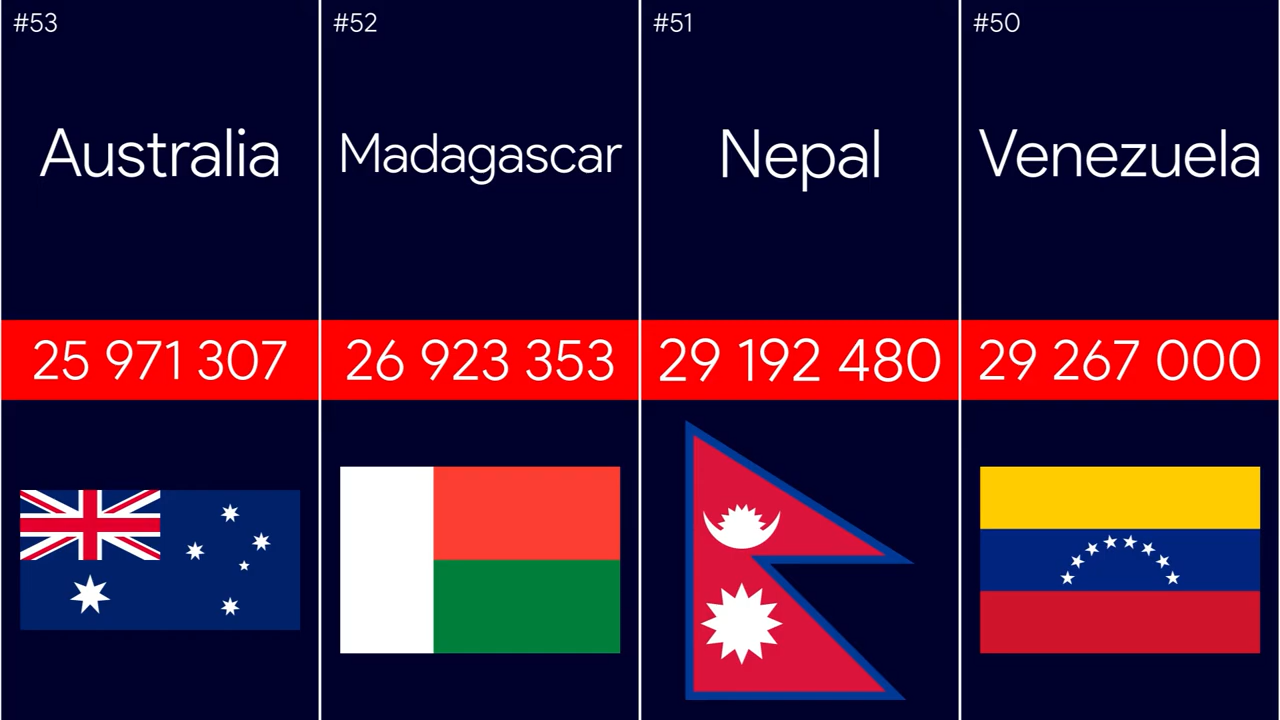 #53
Australia
25 971 307
#52
Madagascar
26 923 353
#51
Nepal
29 192 480
#50
Venezuela
29 267 000